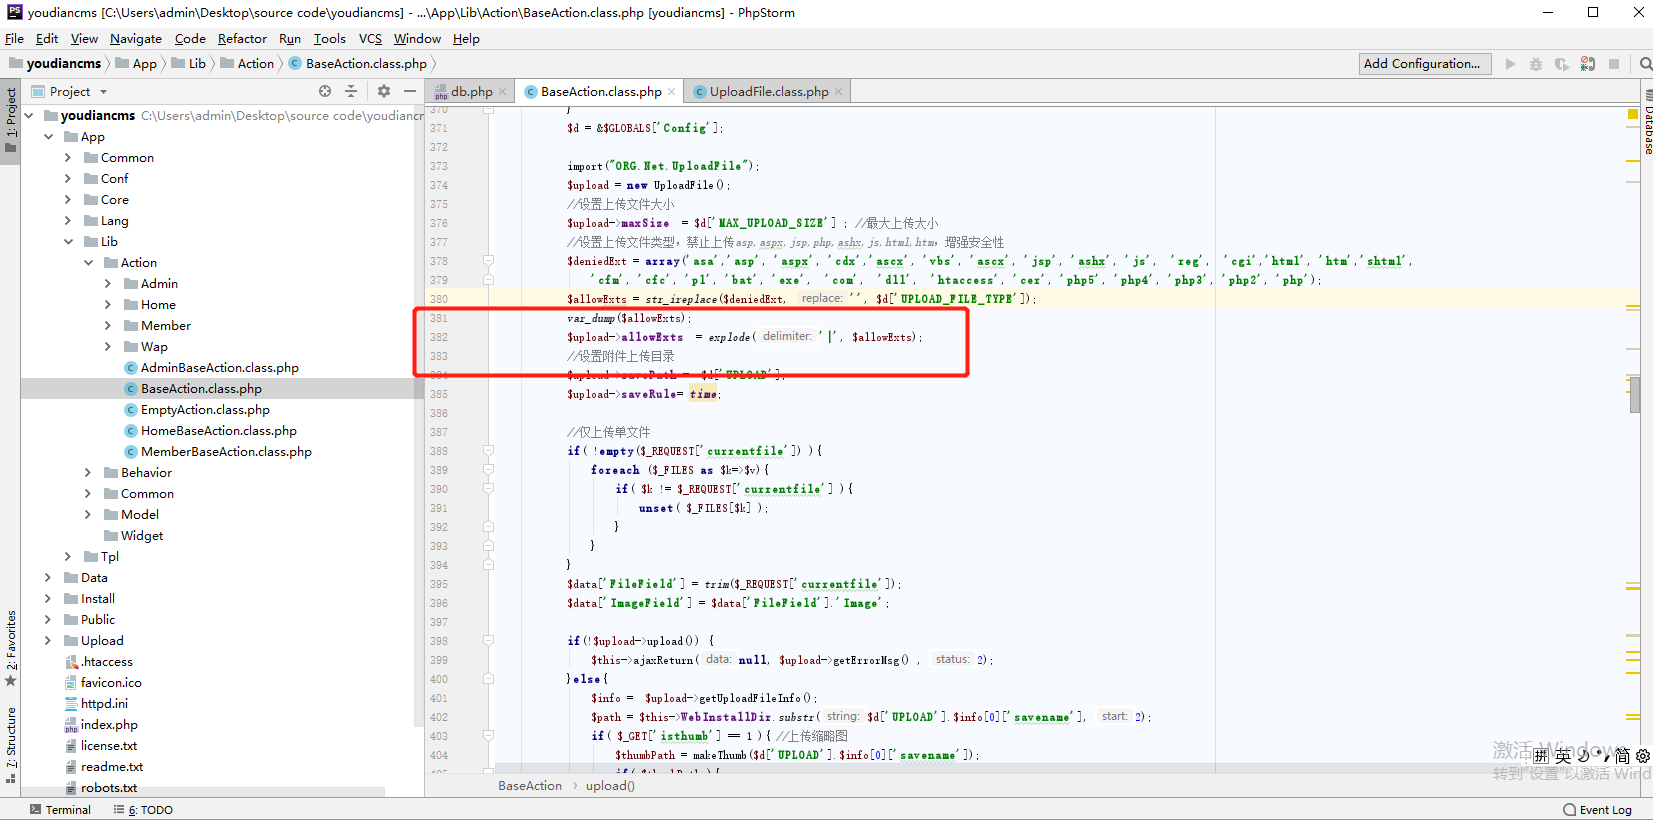 youdiancms [C:\Users\admin\Desktop\source code\youdiancms] - ...\App\Lib\Action\BaseAction.class.php [youdiancms] - PhpStorm
File Edit View Navigate Code Refactor Run Tools VCS Window Help
youdiancms App Lib Action BaseAction.class.php
Add Configuration...
1: Project
2: Favorites
7: Structure
Database
Project
youdiancms C:\Users\admin\Desktop\source code\youdiancm
App
Common
Conf
Core
Lang
Lib
Action
Admin
Home
Member
Wap
AdminBaseAction.class.php
BaseAction.class.php
EmptyAction.class.php
HomeBaseAction.class.php
MemberBaseAction.class.php
Behavior
Common
Model
Widget
Tpl
Data
Install
Public
Upload
.htaccess
favicon.ico
httpd.ini
index.php
license.txt
readme.txt
robots.txt
db.php BaseAction.class.php UploadFile.class.php
370 }
371 $d = &$GLOBALS['Config'];
372
373 import("ORG.Net.UploadFile");
374 $upload = new UploadFile();
375 //设置上传文件大小
376 $upload->maxSize = $d['MAX_UPLOAD_SIZE'] ; //最大上传大小
377 //设置上传文件类型，禁止上传asp,aspx,jsp,php,ashx,js,html,htm，增强安全性
378 $deniedExt = array('asa','asp', 'aspx', 'cdx','ascx', 'vbs', 'ascx', 'jsp', 'ashx', 'js', 'reg', 'cgi','html', 'htm','shtml',
379 'cfm', 'cfc', 'pl', 'bat', 'exe', 'com', 'dll', 'htaccess', 'cer', 'php5', 'php4', 'php3', 'php2', 'php');
380 $allowExts = str_ireplace($deniedExt, replace: '', $d['UPLOAD_FILE_TYPE']);
381 var_dump($allowExts);
382 $upload->allowExts = explode( delimiter: '|', $allowExts);
383 //设置附件上传目录
384 $upload->savePath = $d['UPLOAD'];
385 $upload->saveRule= time;
386
387 //仅上传单文件
388 if( !empty($_REQUEST['currentfile']) ){
389 foreach ($_FILES as $k=>$v){
390 if( $k != $_REQUEST['currentfile'] ){
391 unset( $_FILES[$k] );
392 }
393 }
394 }
395 $data['FileField'] = trim($_REQUEST['currentfile']);
396 $data['ImageField'] = $data['FileField'].'Image';
397
398 if(!$upload->upload()) {
399 $this->ajaxReturn( data: null, $upload->getErrorMsg() , status: 2);
400 }else{
401 $info = $upload->getUploadFileInfo();
402 $path = $this->WebInstallDir.substr( string: $d['UPLOAD'].$info[0]['savename'], start: 2);
403 if( $_GET['isthumb'] == 1 ){ //上传缩略图
404 $thumbPath = makeThumb($d['UPLOAD'].$info[0]['savename']);
激活 Windows
转到"设置"以激活 Wind
拼 英 简
BaseAction upload()
Terminal 6: TODO Event Log